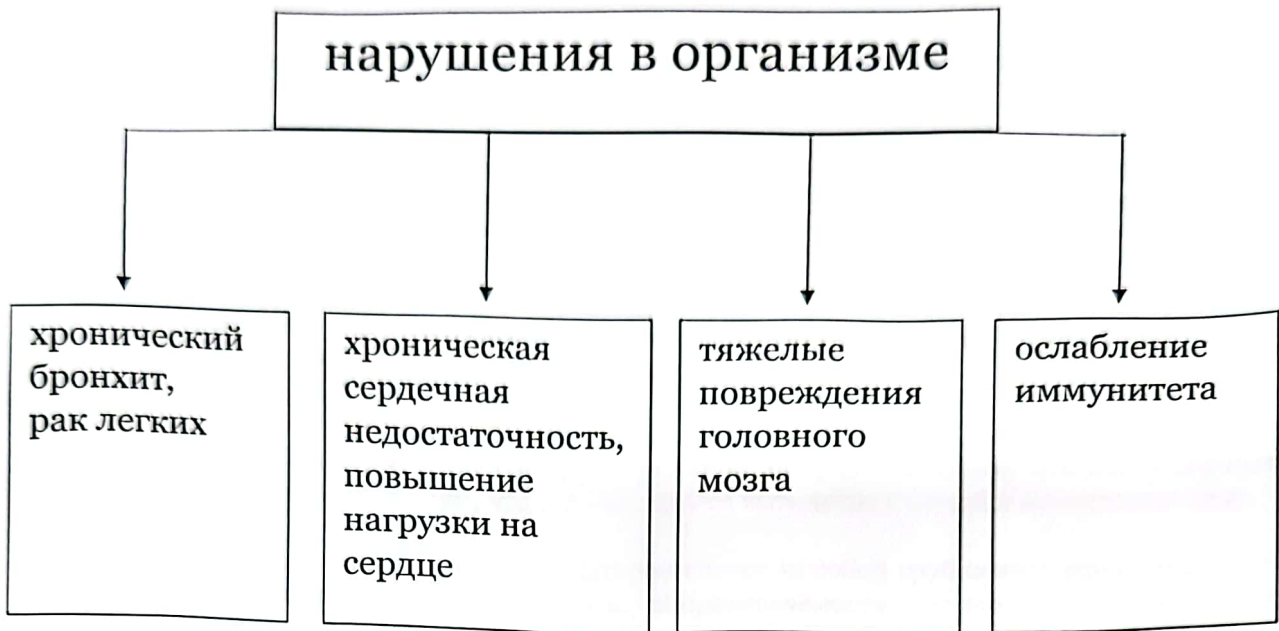 нарушения в организме
хронический
бронхит,
рак легких
хроническая
сердечная
недостаточность,
повышение
нагрузки на
сердце
тяжелые
повреждения
головного
мозга
ослабление
иммунитета